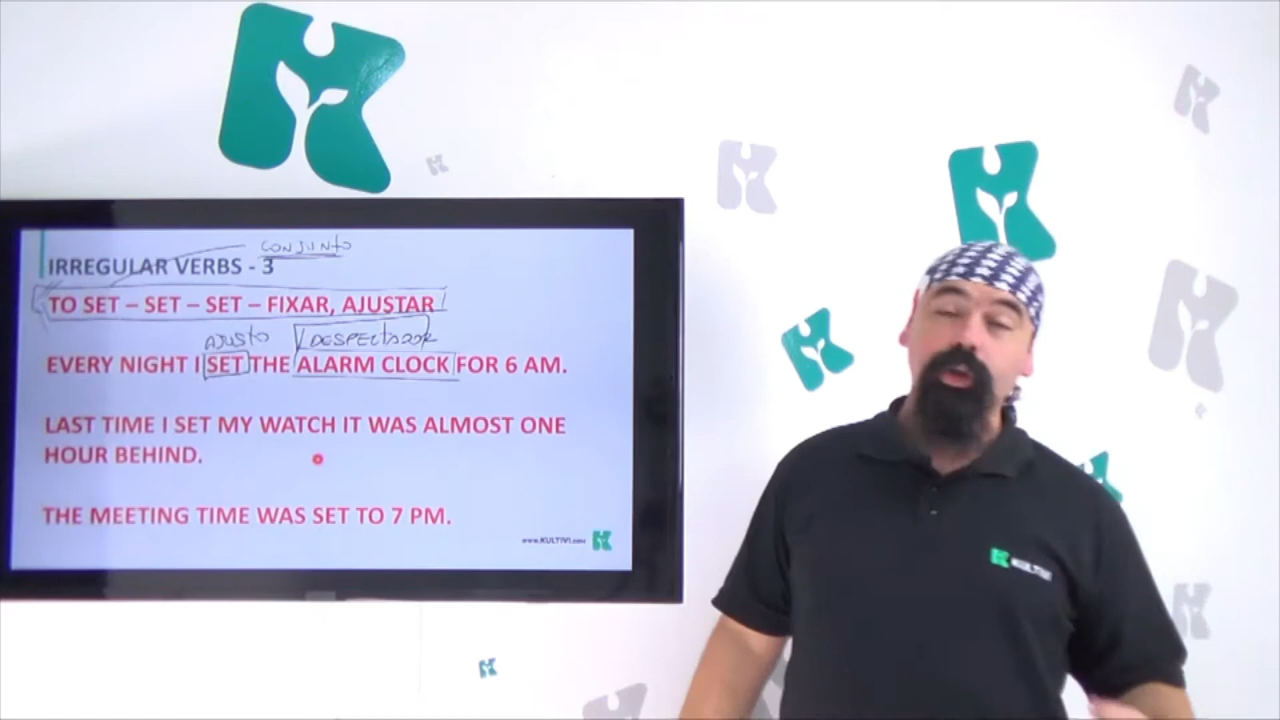 CONJUNTO
IRREGULAR VERBS - 3
TO SET – SET – SET – FIXAR, AJUSTAR
AJUSTO DESPERTADOR
EVERY NIGHT I SET THE ALARM CLOCK FOR 6 AM.
LAST TIME I SET MY WATCH IT WAS ALMOST ONE
HOUR BEHIND.
THE MEETING TIME WAS SET TO 7 PM.
www.KULTIVI.com
KULTIVI